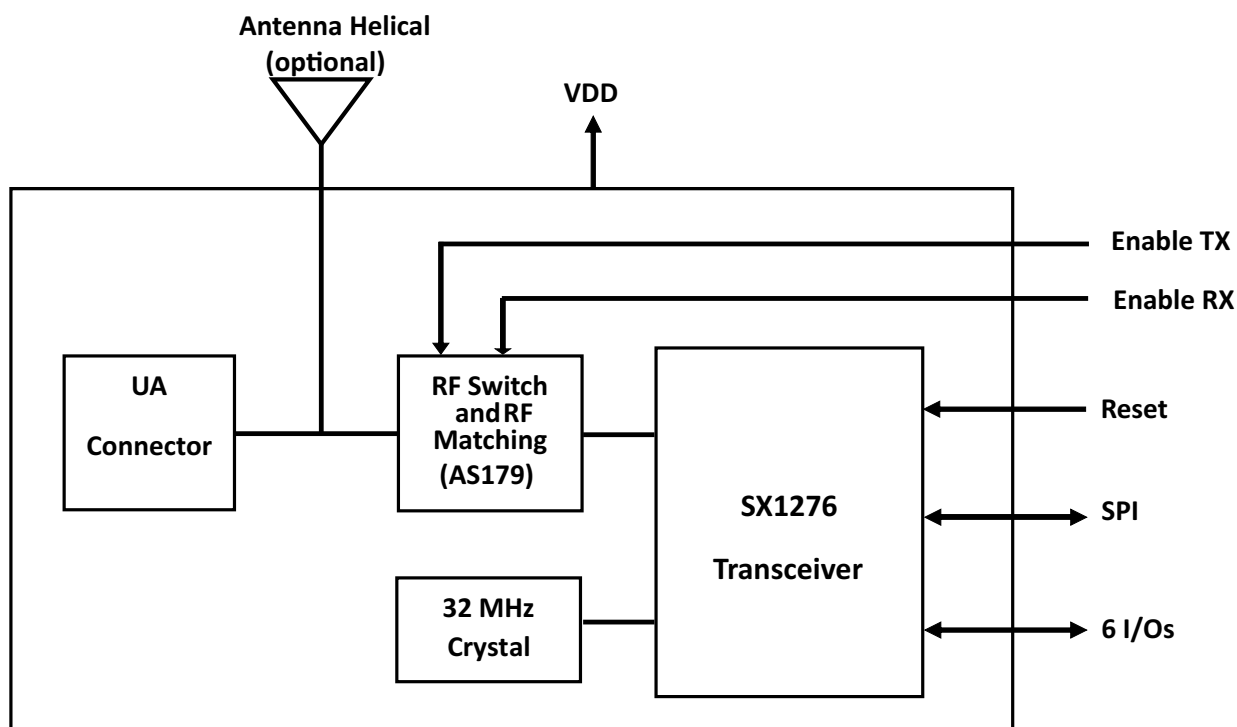 Antenna Helical
(optional)
VDD
Enable TX
Enable RX
UA
Connector
RF Switch
and RF
Matching
(AS179)
SX1276
Transceiver
32 MHz
Crystal
Reset
SPI
6 I/Os